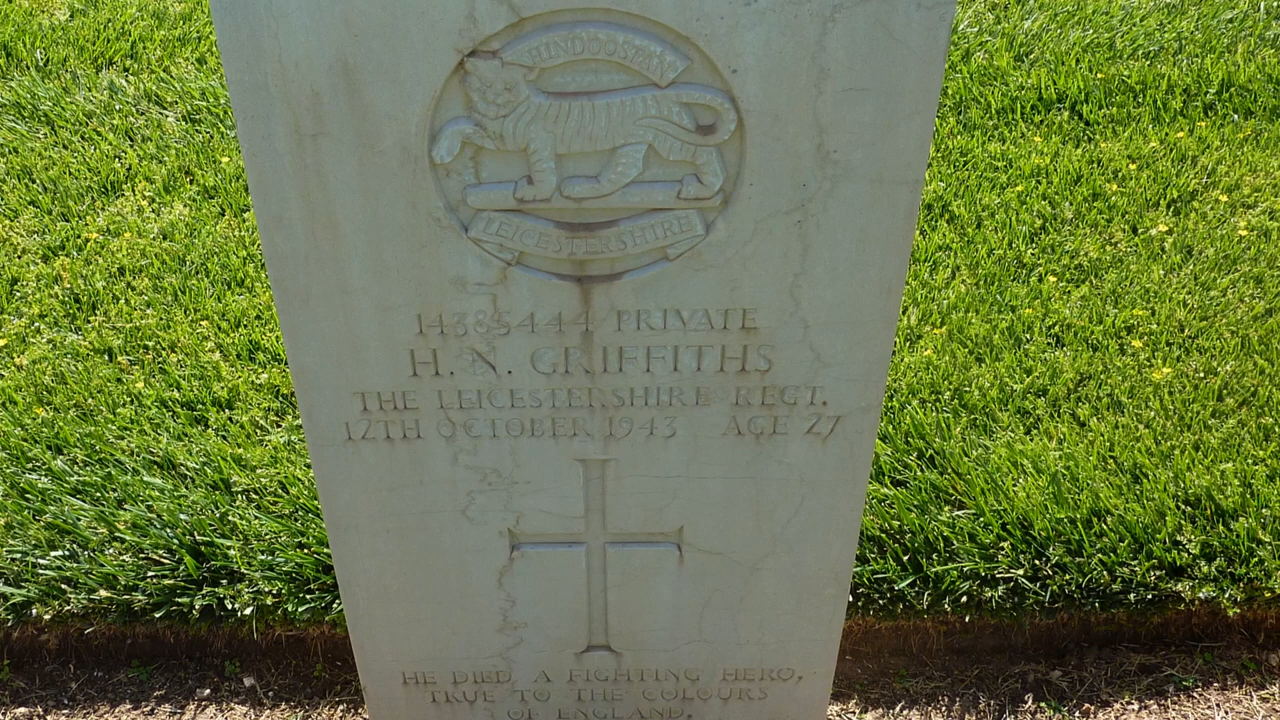 HINDOOSTAN
LEICESTERSHIRE
14385444 PRIVATE
H. N. GRIFFITHS
THE LEICESTERSHIRE REGT.
12TH OCTOBER 1943 AGE 27
HE DIED A FIGHTING HERO,
TRUE TO THE COLOURS
OF ENGLAND.